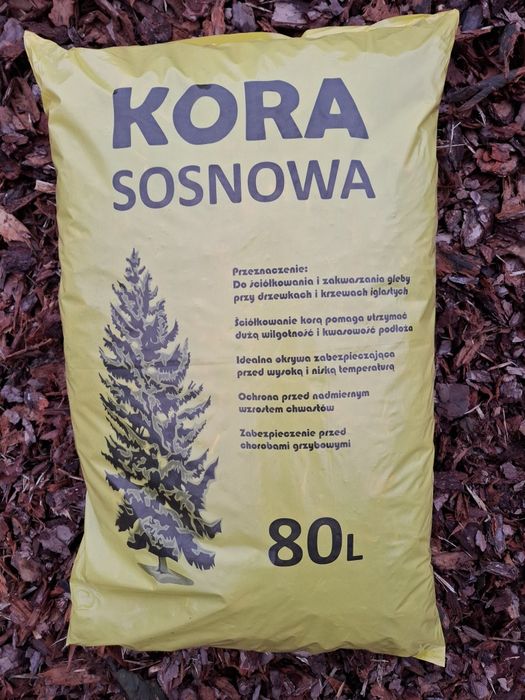 KORA
SOSNOWA
Przeznaczenie:
Do ściółkowania i zakwaszania gleby
przy drzewkach i krzewach iglastych
Ściółkowanie korą pomaga utrzymać
dużą wilgotność i kwasowość podłoża
Idealna okrywa zabezpieczająca
przed wysoką i niską temperaturą
Ochrona przed nadmiernym
wzrostem chwastów
Zabezpieczenie przed
chorobami grzybowymi
80L